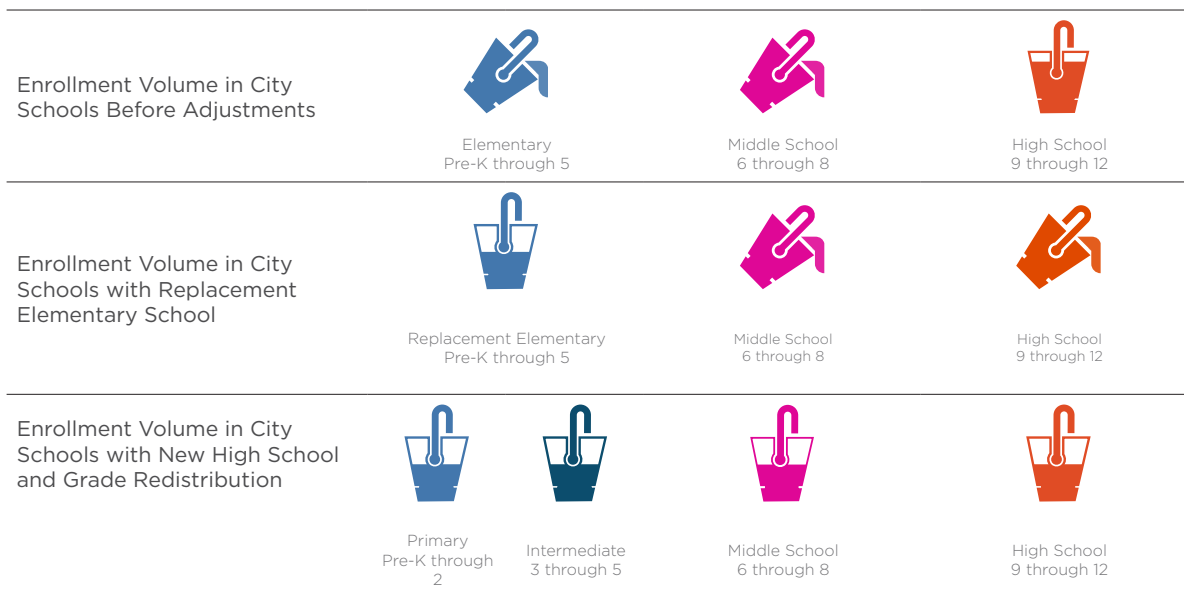 Enrollment Volume in City
Schools Before Adjustments
Elementary
Pre-K through 5
Middle School
6 through 8
High School
9 through 12
Enrollment Volume in City
Schools with Replacement
Elementary School
Replacement Elementary
Pre-K through 5
Middle School
6 through 8
High School
9 through 12
Enrollment Volume in City
Schools with New High School
and Grade Redistribution
Primary
Pre-K through
2
Intermediate
3 through 5
Middle School
6 through 8
High School
9 through 12